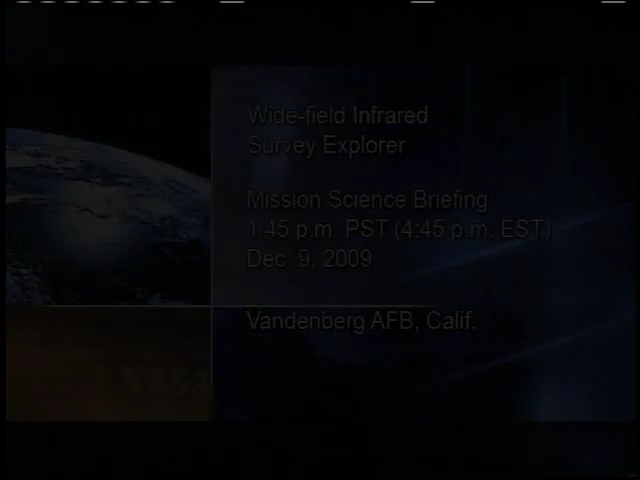 Wide-field Infrared
Survey Explorer
Mission Science Briefing
1:45 p.m. PST (4:45 p.m. EST)
Dec. 9, 2009
Vandenberg AFB, Calif.
NASA